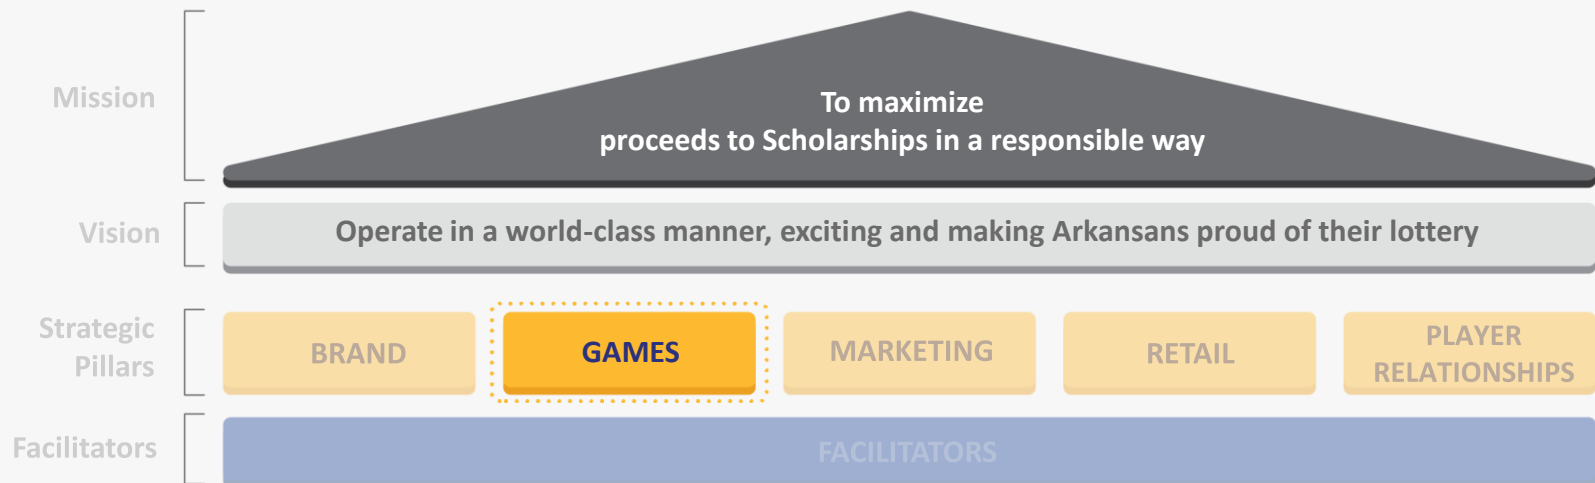 Mission
To maximize
proceeds to Scholarships in a responsible way
Vision
Operate in a world-class manner, exciting and making Arkansans proud of their lottery
Strategic
Pillars
BRAND
GAMES
MARKETING
RETAIL
PLAYER
RELATIONSHIPS
Facilitators
FACILITATORS